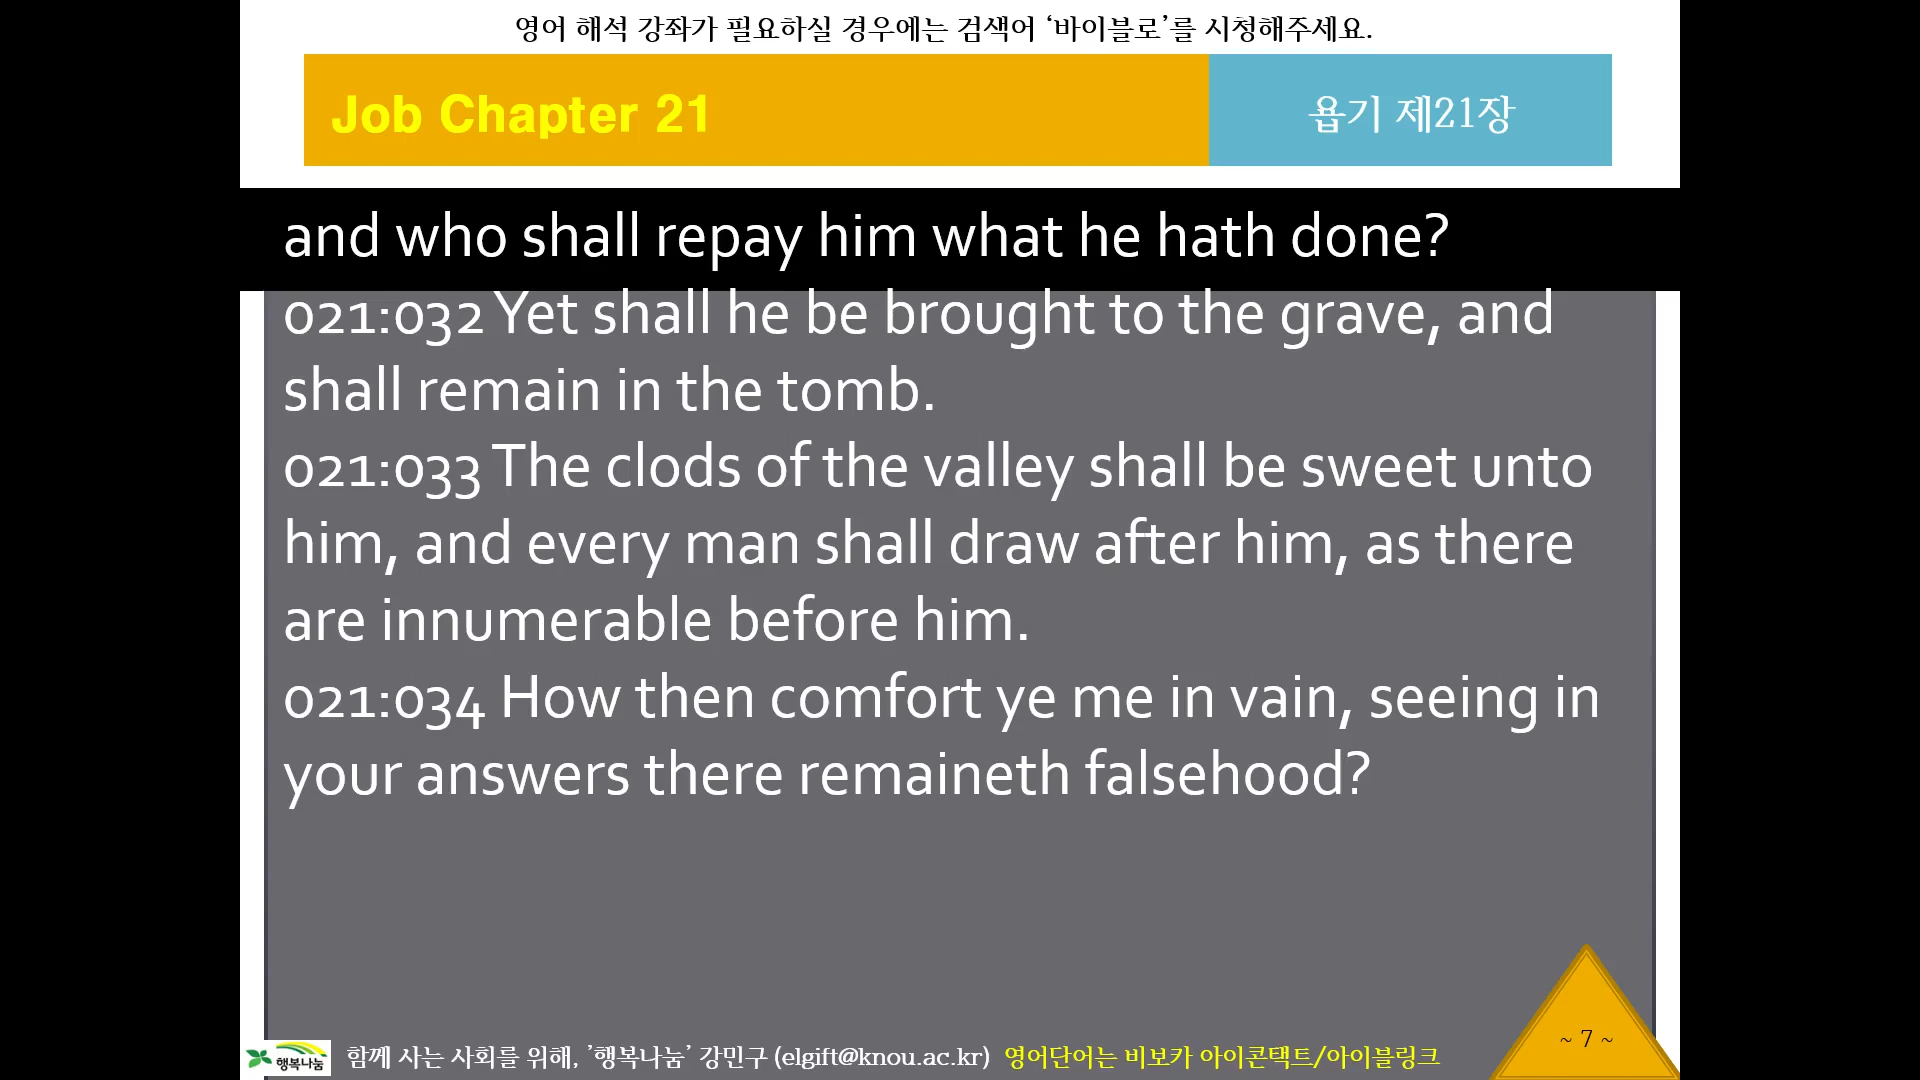 영어 해석 강좌가 필요하실 경우에는 검색어 ‘바이블로’를 시청해주세요.
Job Chapter 21
욥기 제21장
and who shall repay him what he hath done?
021:032 Yet shall he be brought to the grave, and
shall remain in the tomb.
021:033 The clods of the valley shall be sweet unto
him, and every man shall draw after him, as there
are innumerable before him.
021:034 How then comfort ye me in vain, seeing in
your answers there remaineth falsehood?
~ 7 ~
행복나눔
함께 사는 사회를 위해, ’행복나눔’ 강민구 (elgift@knou.ac.kr) 영어단어는 비보카 아이콘택트/아이블링크